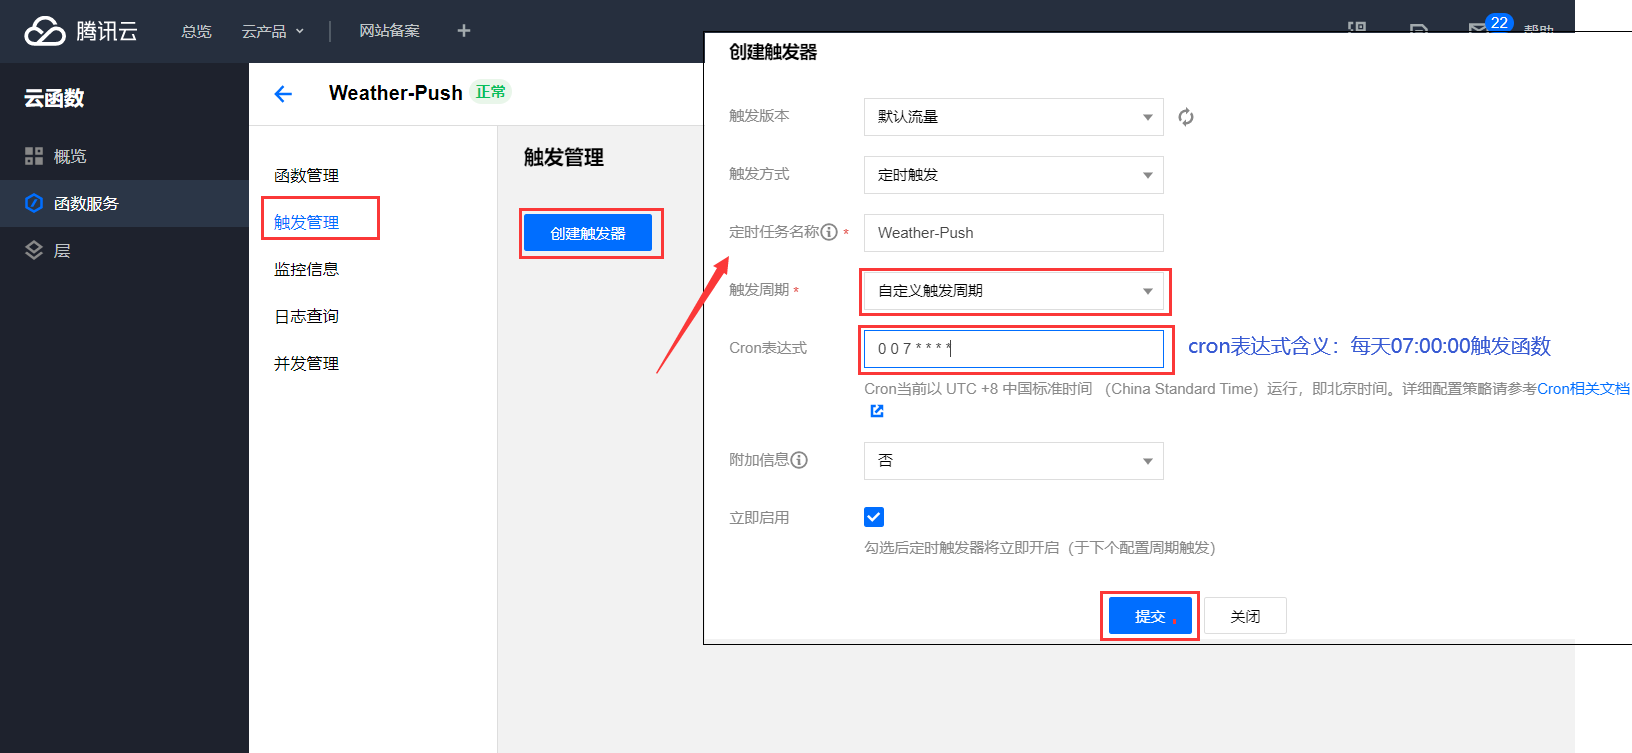 腾讯云
总览
云产品
网站备案
22
帮助
云函数
概览
函数服务
层
Weather-Push
正常
函数管理
触发管理
监控信息
日志查询
并发管理
触发管理
创建触发器
创建触发器
触发版本
默认流量
触发方式
定时触发
定时任务名称 *
Weather-Push
触发周期 *
自定义触发周期
Cron表达式
0 0 7 * * * *
cron表达式含义：每天07:00:00触发函数
Cron当前以 UTC +8 中国标准时间 （China Standard Time）运行，即北京时间。详细配置策略请参考Cron相关文档
附加信息
否
立即启用
勾选后定时触发器将立即开启（于下个配置周期触发）
提交
关闭